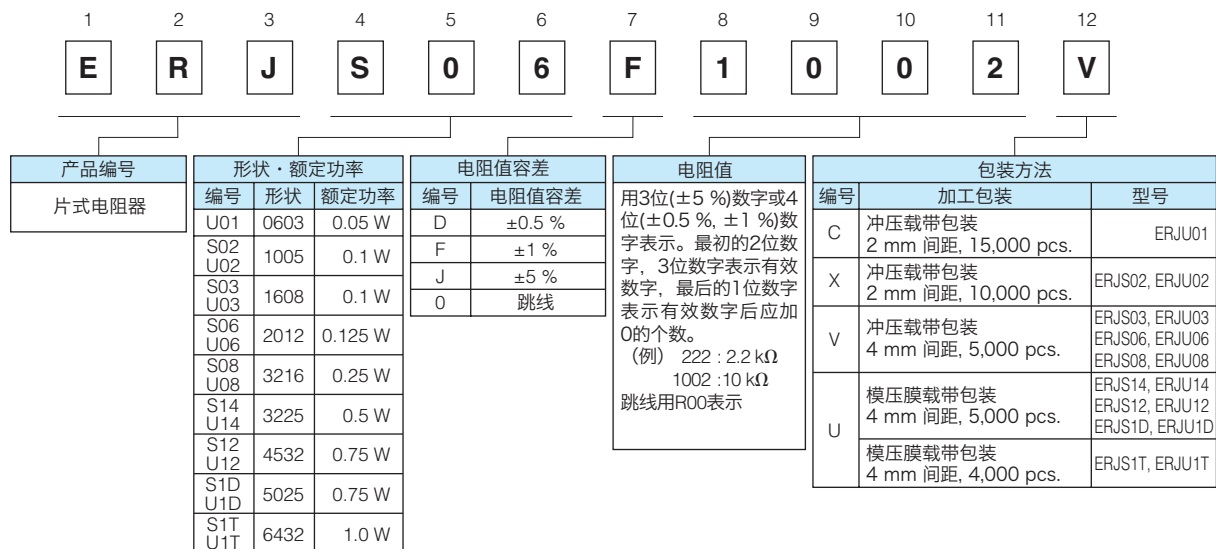 1 2 3 4 5 6 7 8 9 10 11 12
E R J S 0 6 F 1 0 0 2 V
产品编号
片式电阻器
形状・额定功率
编号 形状 额定功率
U01 0603 0.05 W
S02
U02 1005 0.1 W
S03
U03 1608 0.1 W
S06
U06 2012 0.125 W
S08
U08 3216 0.25 W
S14
U14 3225 0.5 W
S12
U12 4532 0.75 W
S1D
U1D 5025 0.75 W
S1T
U1T 6432 1.0 W
电阻值容差
编号 电阻值容差
D ±0.5 %
F ±1 %
J ±5 %
0 跳线
电阻值
用3位(±5 %)数字或4
位(±0.5 %, ±1 %)数
字表示。最初的2位数
字，3位数字表示有效
数字，最后的1位数字
表示有效数字后应加
0的个数。
（例） 222 : 2.2 kΩ
1002 :10 kΩ
跳线用R00表示
包装方法
编号 加工包装 型号
C 冲压载带包装
2 mm 间距, 15,000 pcs. ERJU01
X 冲压载带包装
2 mm 间距, 10,000 pcs. ERJS02, ERJU02
V 冲压载带包装
4 mm 间距, 5,000 pcs.
ERJS03, ERJU03
ERJS06, ERJU06
ERJS08, ERJU08
U 模压膜载带包装
4 mm 间距, 5,000 pcs.
ERJS14, ERJU14
ERJS12, ERJU12
ERJS1D, ERJU1D
模压膜载带包装
4 mm 间距, 4,000 pcs. ERJS1T, ERJU1T